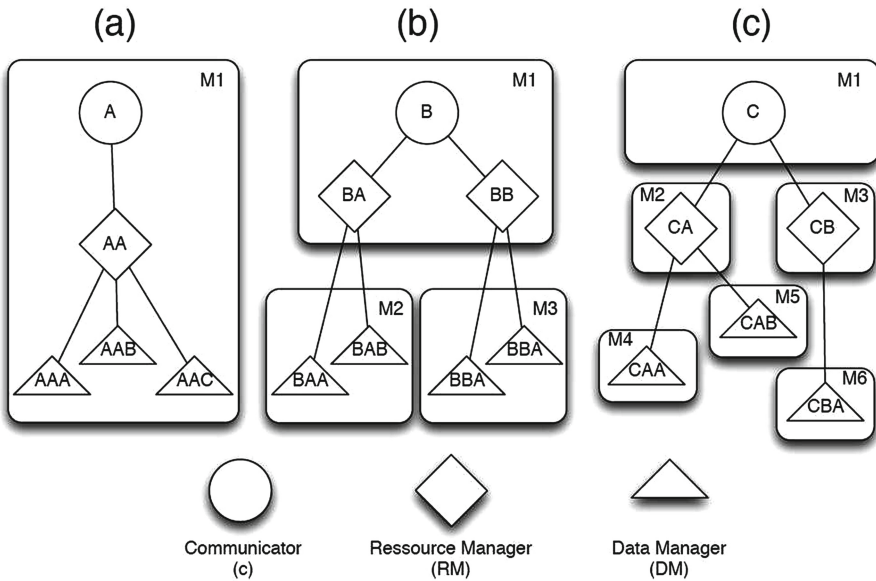 (a) (b) (c)
M1 M1 M1
A B C
BA BB M2 CA CB M3
AA
M2 M3 M5
AAB BAB BBA CAB
M4
AAA AAC BAA BBA CAA
M6
CBA
Communicator Ressource Manager Data Manager
(c) (RM) (DM)